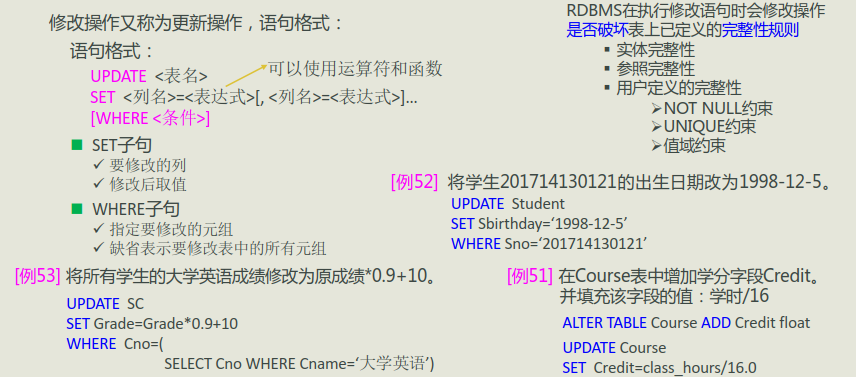 修改操作又称为更新操作，语句格式：
语句格式：
UPDATE <表名>
可以使用运算符和函数
SET <列名>=<表达式>[, <列名>=<表达式>]…
[WHERE <条件>]
■ SET子句
✓ 要修改的列
✓ 修改后取值
■ WHERE子句
✓ 指定要修改的元组
✓ 缺省表示要修改表中的所有元组
RDBMS在执行修改语句时会修改操作
是否破坏表上已定义的完整性规则
▪ 实体完整性
▪ 参照完整性
▪ 用户定义的完整性
➢NOT NULL约束
➢UNIQUE约束
➢值域约束
[例52] 将学生201714130121的出生日期改为1998-12-5。
UPDATE Student
SET Sbirthday=‘1998-12-5’
WHERE Sno=‘201714130121’
[例53] 将所有学生的大学英语成绩修改为原成绩*0.9+10。
UPDATE SC
SET Grade=Grade*0.9+10
WHERE Cno=(
SELECT Cno WHERE Cname=‘大学英语’)
[例51] 在Course表中增加学分字段Credit。
并填充该字段的值：学时/16
ALTER TABLE Course ADD Credit float
UPDATE Course
SET Credit=class_hours/16.0